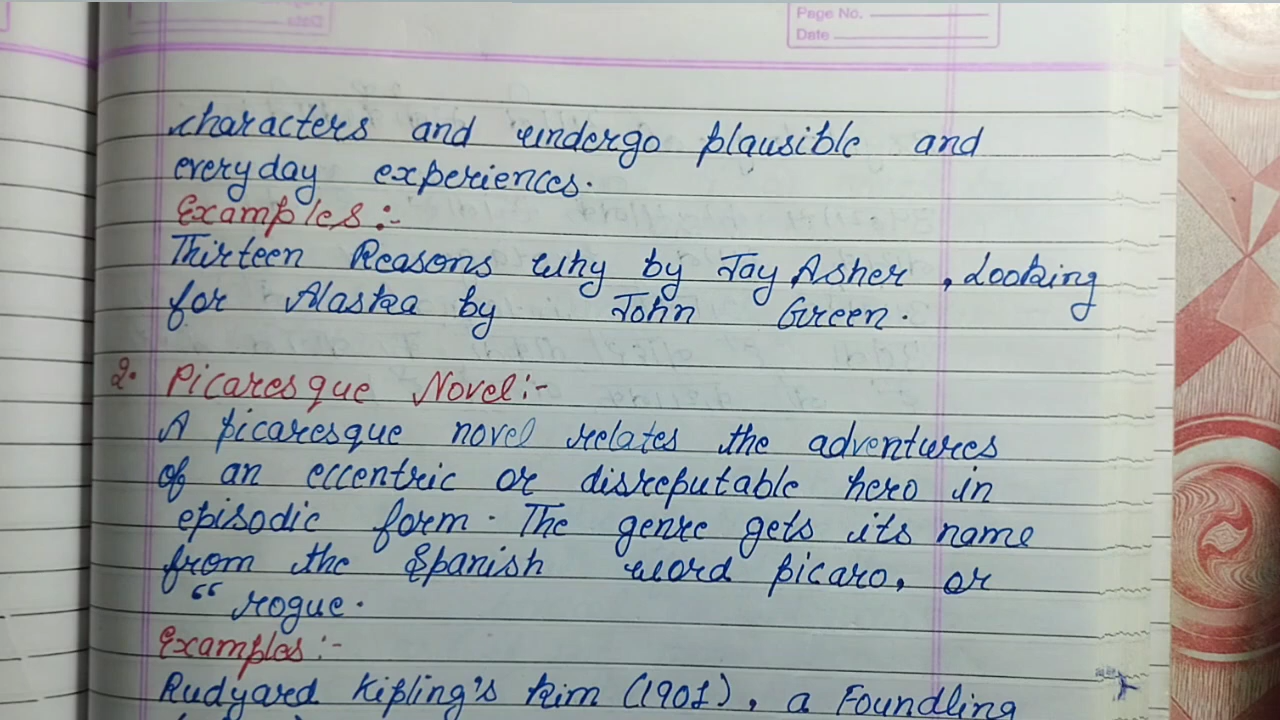 Page No.
Date
characters and undergo plausible and
everyday experiences.
Examples :-
Thirteen Reasons why by Jay Asher , Looking
for Alaska by John Green.
2. Picaresque Novel :-
A picaresque novel relates the adventures
of an eccentric or disreputable hero in
episodic form. The genre gets its name
from the Spanish word picaro, or
“ rogue.
Examples :-
Rudyard Kipling's Kim (1901), a Foundling